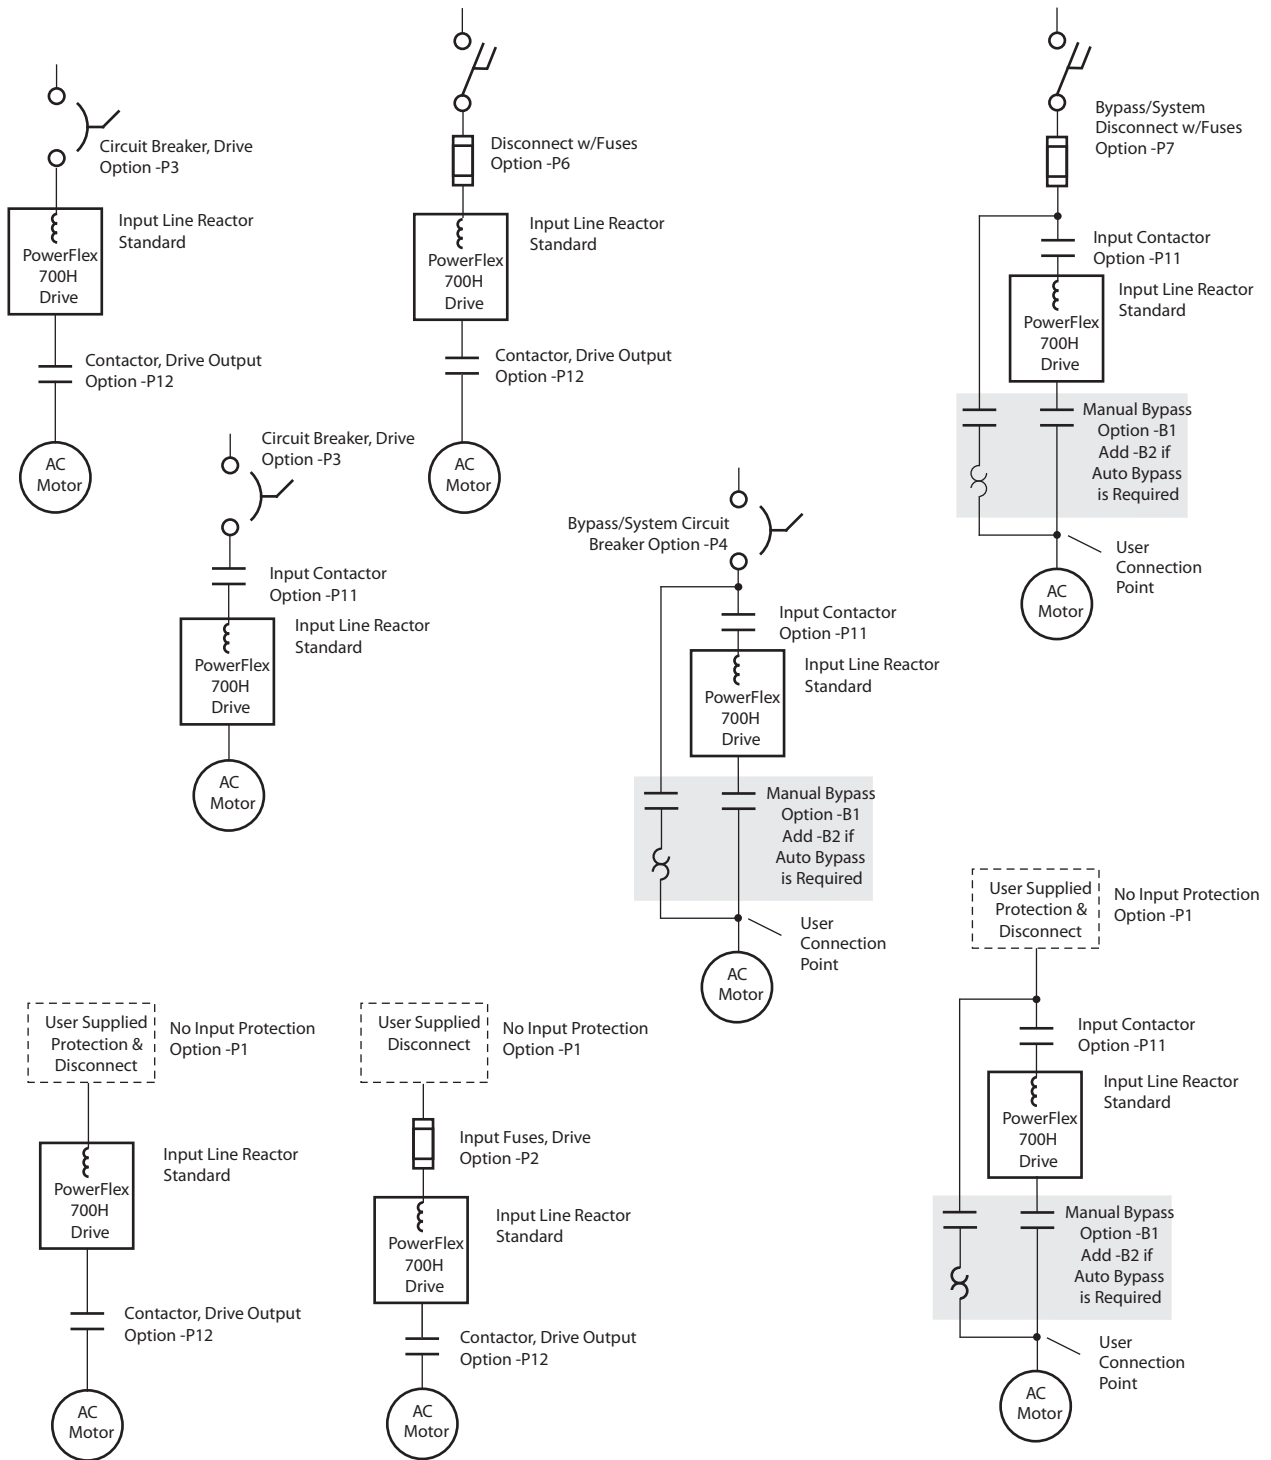 Circuit Breaker, Drive
Option -P3
Input Line Reactor
Standard
PowerFlex
700H
Drive
Contactor, Drive Output
Option -P12
AC
Motor
Disconnect w/Fuses
Option -P6
Input Line Reactor
Standard
PowerFlex
700H
Drive
Contactor, Drive Output
Option -P12
AC
Motor
Bypass/System
Disconnect w/Fuses
Option -P7
Input Contactor
Option -P11
Input Line Reactor
Standard
PowerFlex
700H
Drive
Manual Bypass
Option -B1
Add -B2 if
Auto Bypass
is Required
User
Connection
Point
AC
Motor
Circuit Breaker, Drive
Option -P3
Input Contactor
Option -P11
Input Line Reactor
Standard
PowerFlex
700H
Drive
AC
Motor
Bypass/System Circuit
Breaker Option -P4
Input Contactor
Option -P11
Input Line Reactor
Standard
PowerFlex
700H
Drive
Manual Bypass
Option -B1
Add -B2 if
Auto Bypass
is Required
User
Connection
Point
AC
Motor
User Supplied
Protection &
Disconnect
No Input Protection
Option -P1
Input Line Reactor
Standard
PowerFlex
700H
Drive
Contactor, Drive Output
Option -P12
AC
Motor
User Supplied
Disconnect
No Input Protection
Option -P1
Input Fuses, Drive
Option -P2
Input Line Reactor
Standard
PowerFlex
700H
Drive
Contactor, Drive Output
Option -P12
AC
Motor
User Supplied
Protection &
Disconnect
No Input Protection
Option -P1
Input Contactor
Option -P11
Input Line Reactor
Standard
PowerFlex
700H
Drive
Manual Bypass
Option -B1
Add -B2 if
Auto Bypass
is Required
User
Connection
Point
AC
Motor